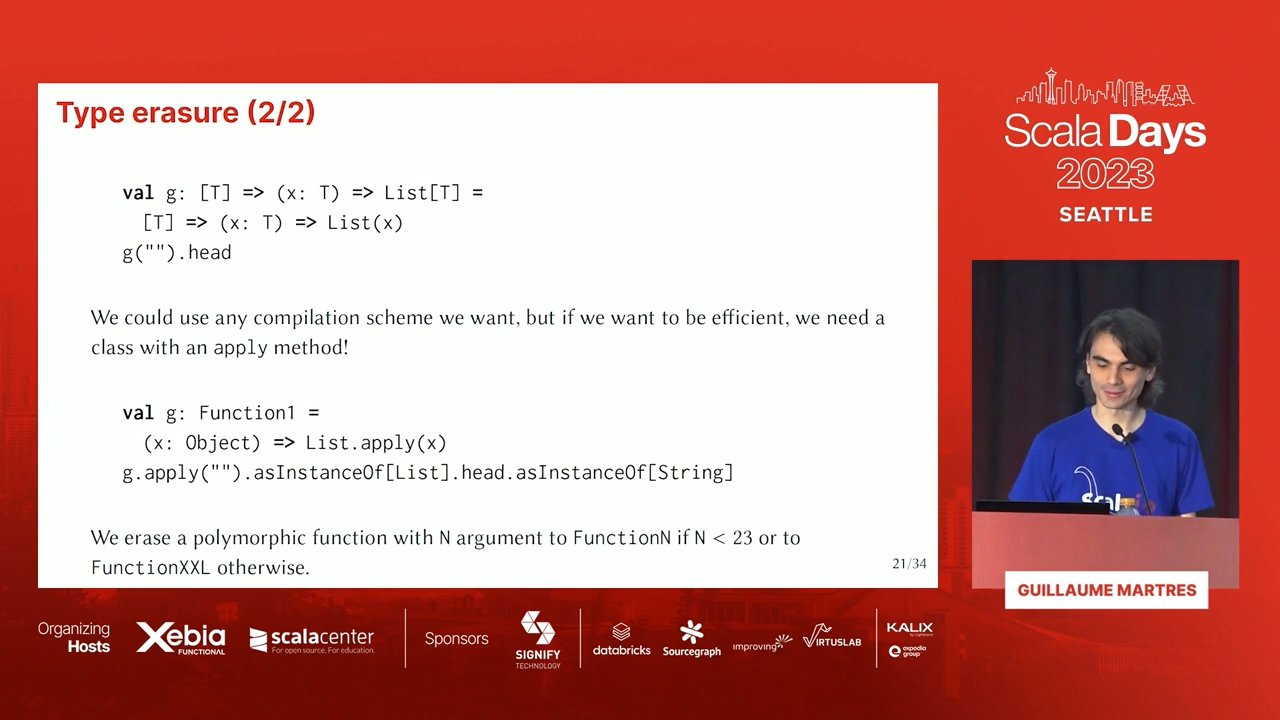 Type erasure (2/2)
val g: [T] => (x: T) => List[T] =
[T] => (x: T) => List(x)
g("").head
We could use any compilation scheme we want, but if we want to be efficient, we need a
class with an apply method!
val g: Function1 =
(x: Object) => List.apply(x)
g.apply("").asInstanceOf[List].head.asInstanceOf[String]
We erase a polymorphic function with N argument to FunctionN if N < 23 or to
FunctionXXL otherwise.
21/34
Scala Days
2023
SEATTLE
GUILLAUME MARTRES
Organizing
Hosts
Xebia
FUNCTIONAL
scalacenter
For open source. For education.
Sponsors
SIGNIFY
TECHNOLOGY
databricks
Sourcegraph
improving
VIRTUSLAB
KALIX
expedia
group